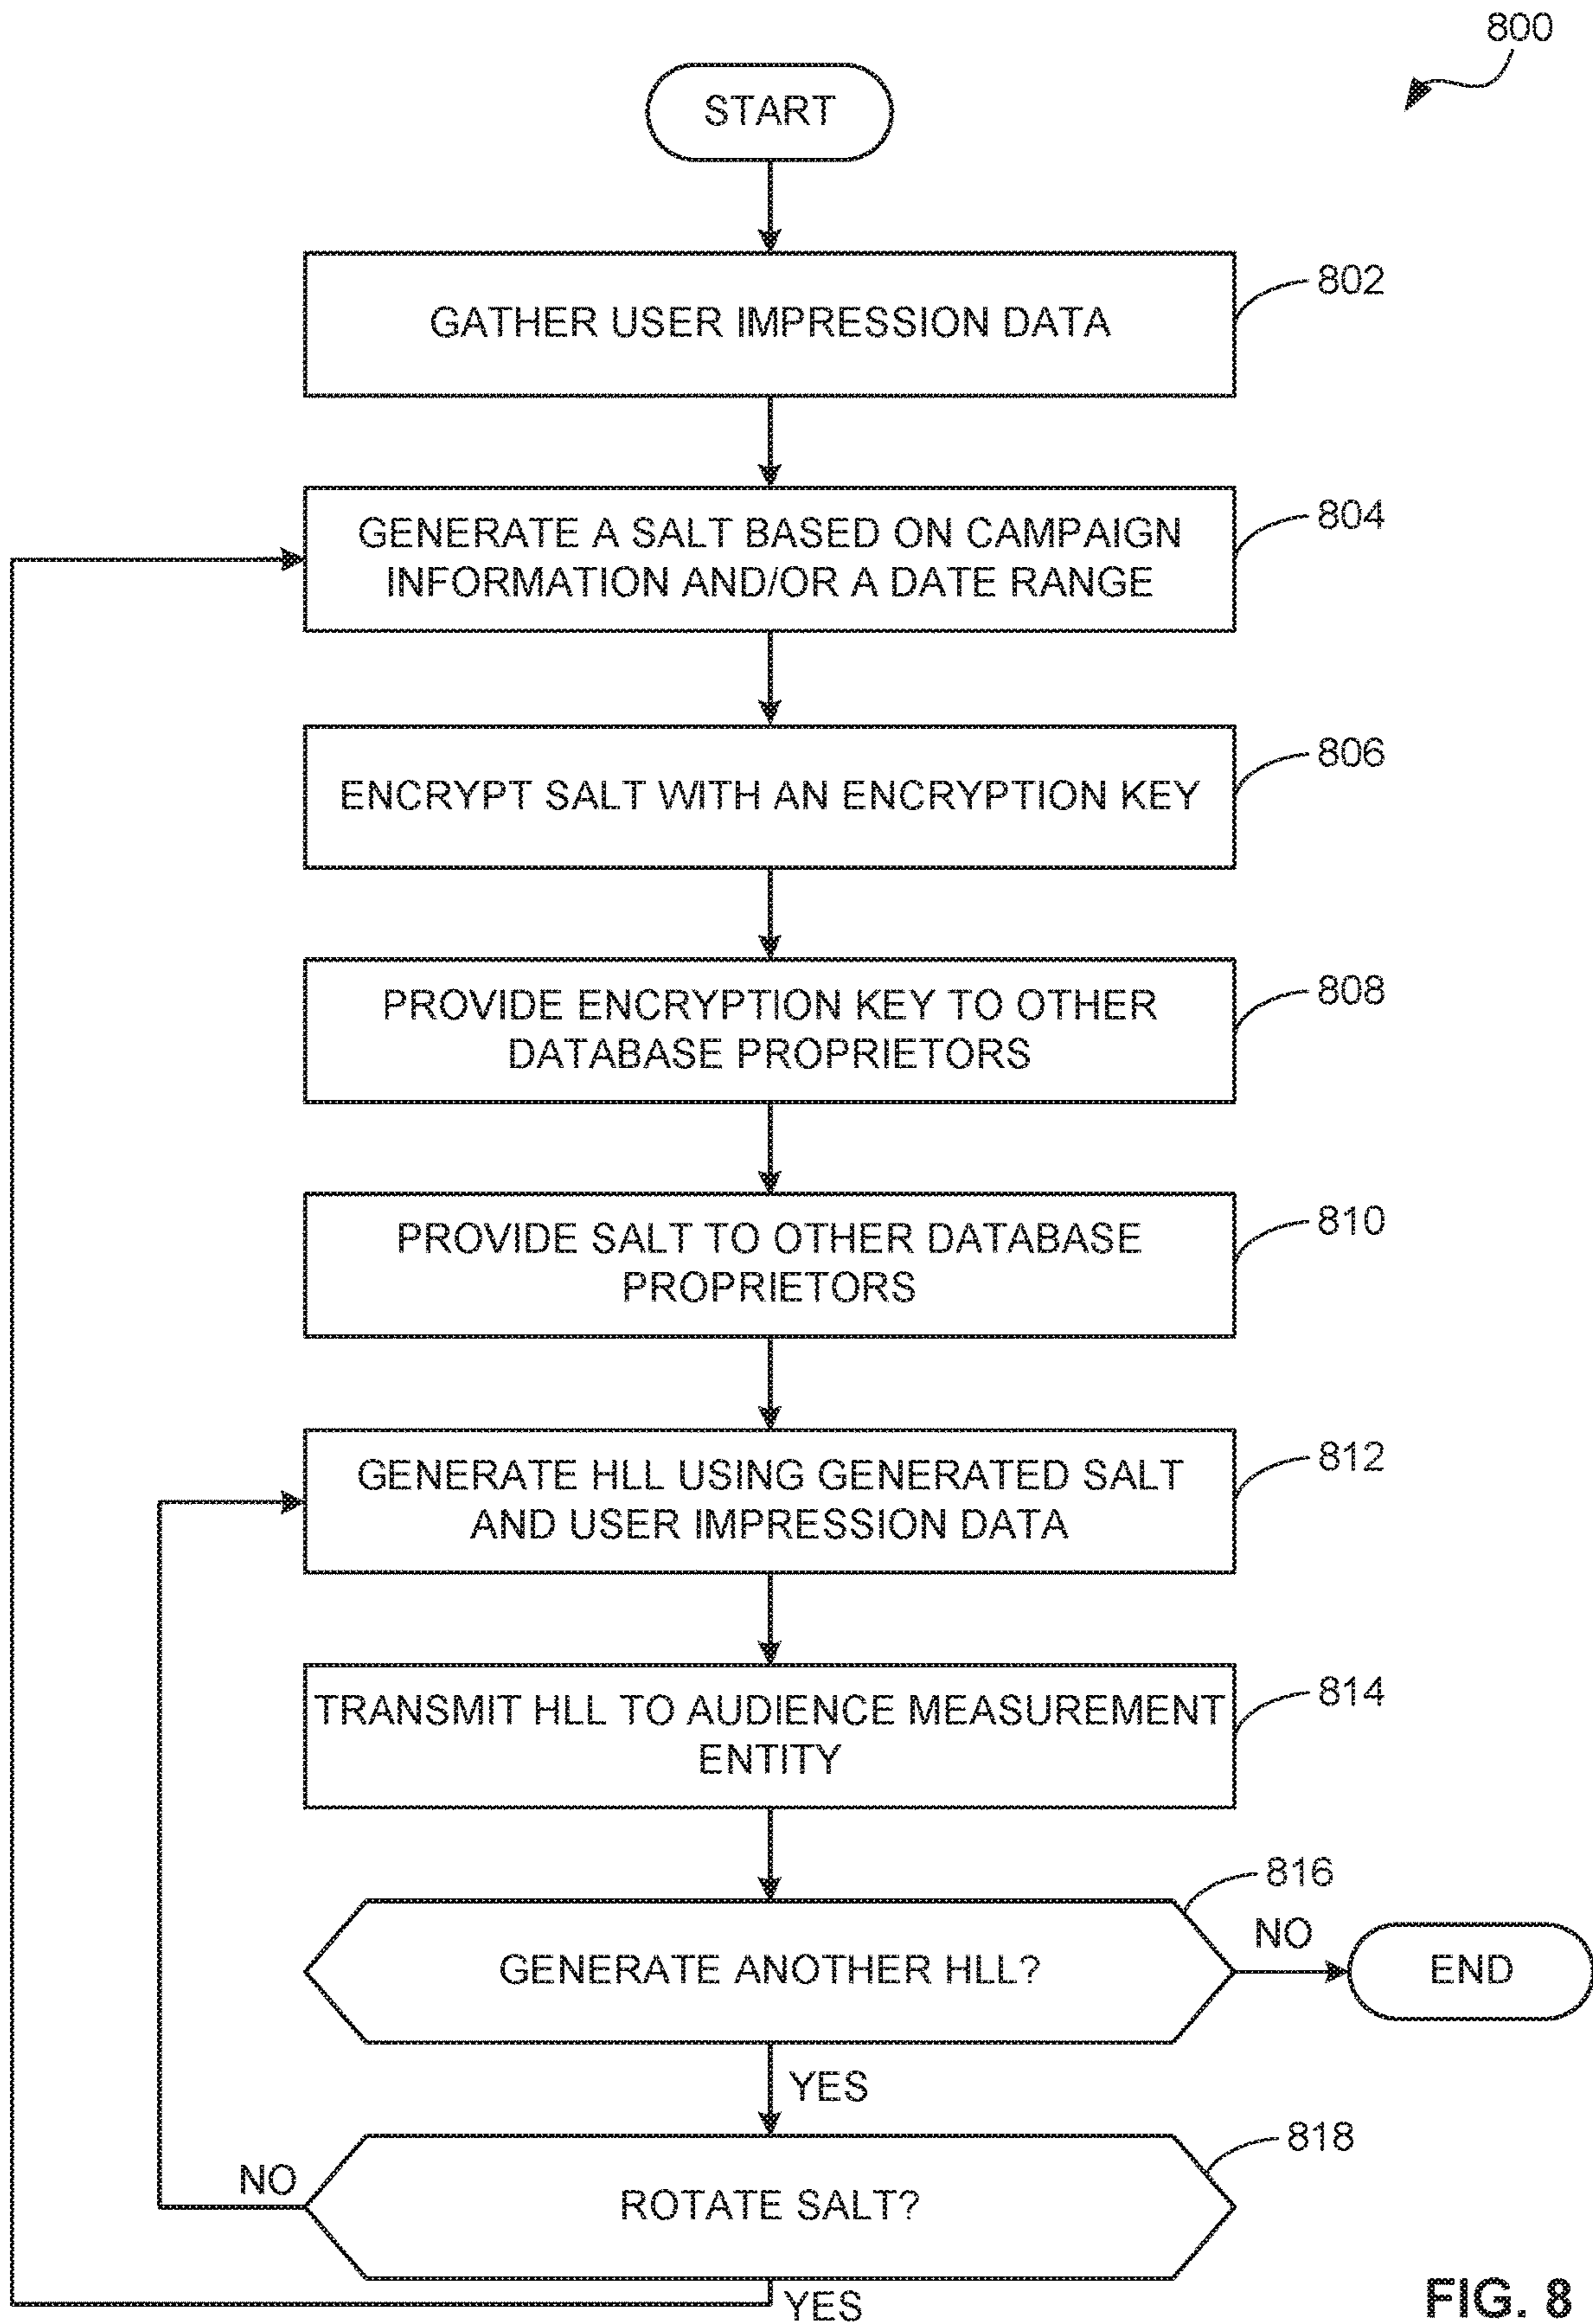 800
START
GATHER USER IMPRESSION DATA
802
GENERATE A SALT BASED ON CAMPAIGN
INFORMATION AND/OR A DATE RANGE
804
ENCRYPT SALT WITH AN ENCRYPTION KEY
806
PROVIDE ENCRYPTION KEY TO OTHER
DATABASE PROPRIETORS
808
PROVIDE SALT TO OTHER DATABASE
PROPRIETORS
810
GENERATE HLL USING GENERATED SALT
AND USER IMPRESSION DATA
812
TRANSMIT HLL TO AUDIENCE MEASUREMENT
ENTITY
814
816
GENERATE ANOTHER HLL?
NO
END
YES
818
NO
ROTATE SALT?
YES
FIG. 8